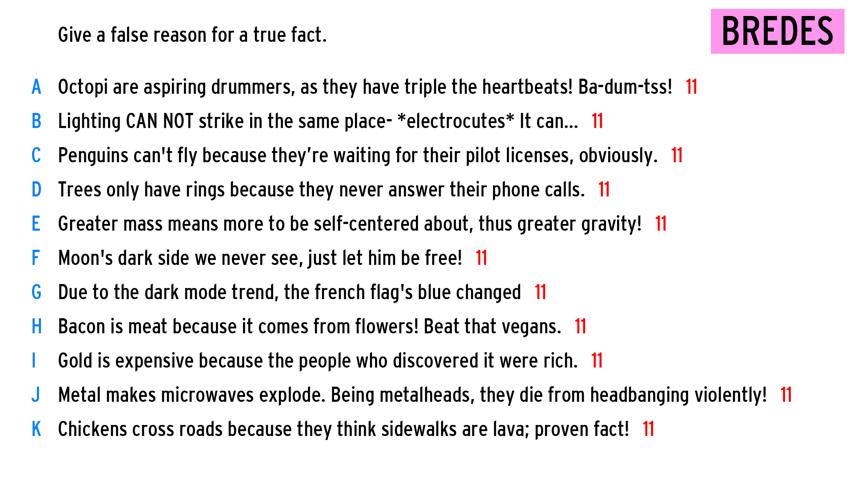 Give a false reason for a true fact.
BREDES
A Octopi are aspiring drummers, as they have triple the heartbeats! Ba-dum-tss! 11
B Lighting CAN NOT strike in the same place- *electrocutes* It can... 11
C Penguins can't fly because they’re waiting for their pilot licenses, obviously. 11
D Trees only have rings because they never answer their phone calls. 11
E Greater mass means more to be self-centered about, thus greater gravity! 11
F Moon's dark side we never see, just let him be free! 11
G Due to the dark mode trend, the french flag's blue changed 11
H Bacon is meat because it comes from flowers! Beat that vegans. 11
I Gold is expensive because the people who discovered it were rich. 11
J Metal makes microwaves explode. Being metalheads, they die from headbanging violently! 11
K Chickens cross roads because they think sidewalks are lava; proven fact! 11